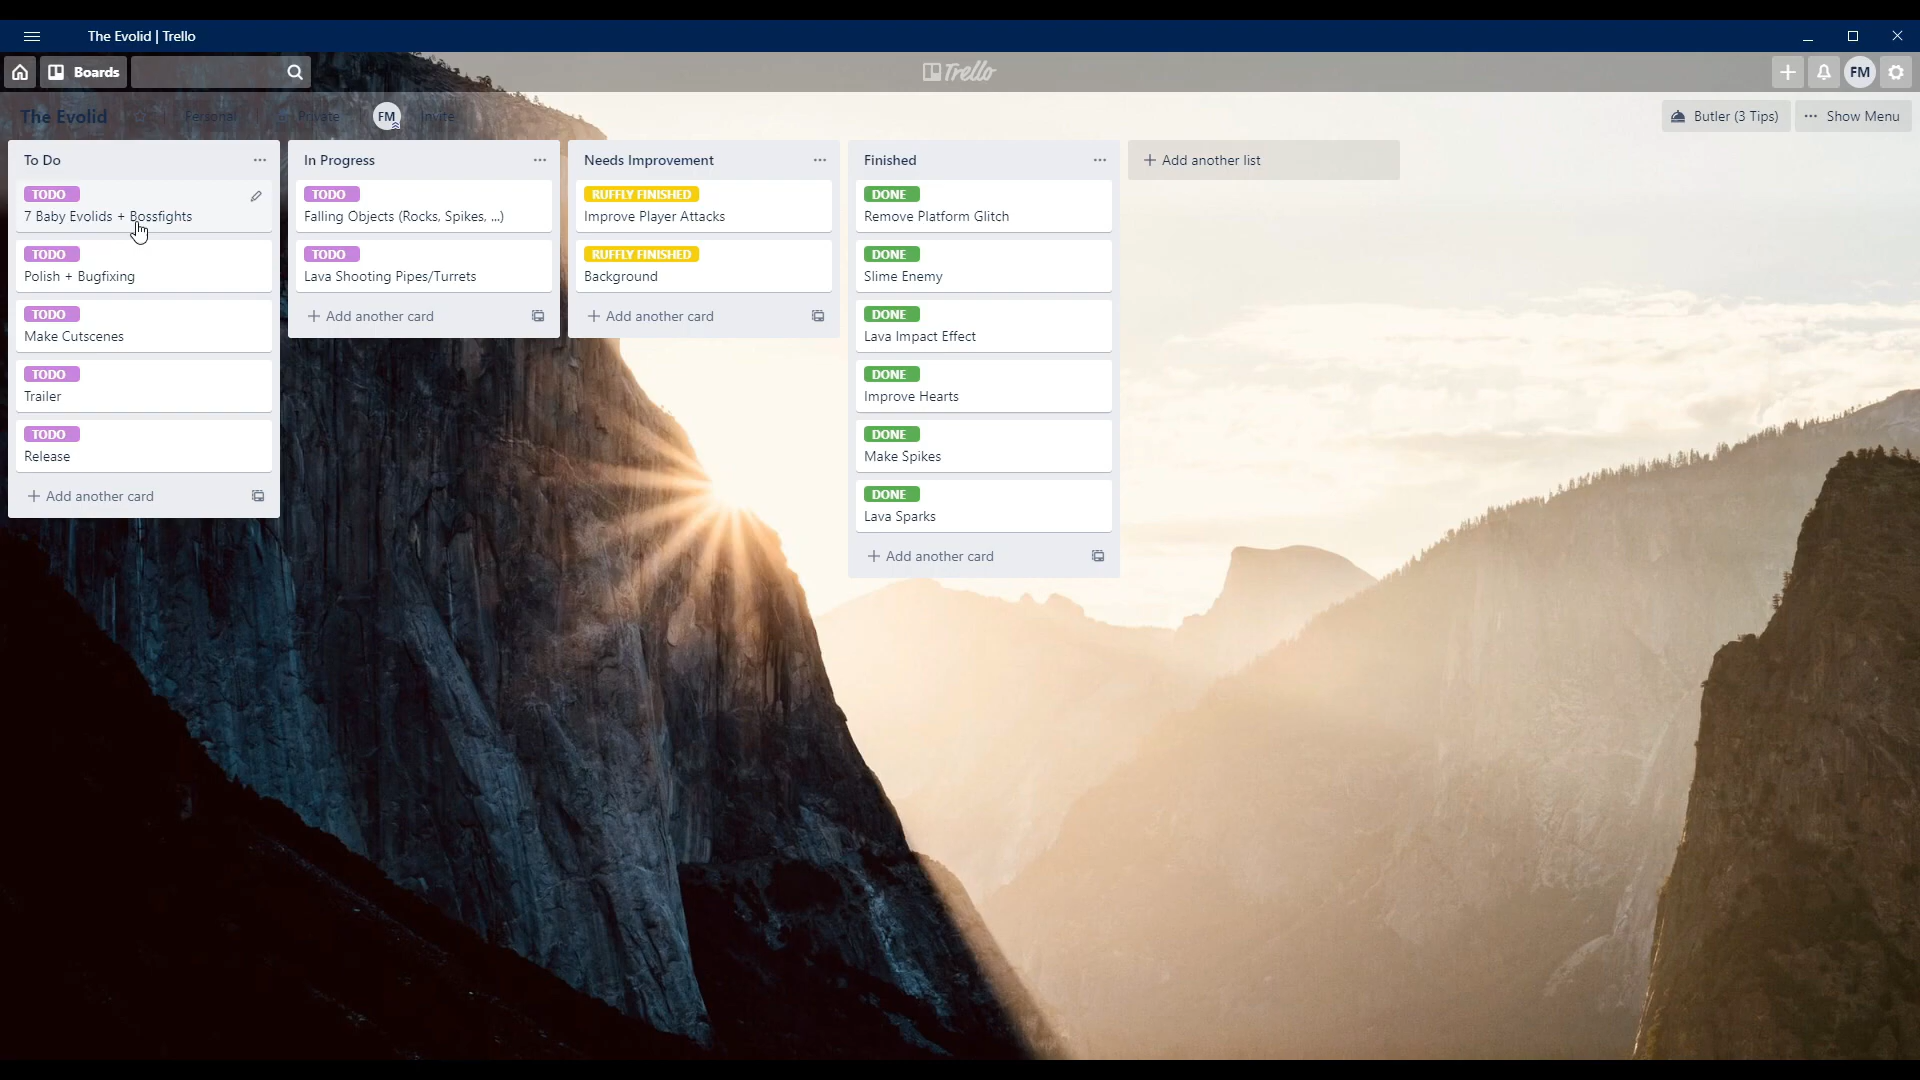 The Evolid | Trello
Boards
Trello
FM
The Evolid
Personal
Private
FM
Invite
Butler (3 Tips)
... Show Menu
To Do
TODO
7 Baby Evolids + Bossfights
TODO
Polish + Bugfixing
TODO
Make Cutscenes
TODO
Trailer
TODO
Release
+ Add another card
In Progress
TODO
Falling Objects (Rocks, Spikes, ...)
TODO
Lava Shooting Pipes/Turrets
+ Add another card
Needs Improvement
RUFFLY FINISHED
Improve Player Attacks
RUFFLY FINISHED
Background
+ Add another card
Finished
DONE
Remove Platform Glitch
DONE
Slime Enemy
DONE
Lava Impact Effect
DONE
Improve Hearts
DONE
Make Spikes
DONE
Lava Sparks
+ Add another card
+ Add another list